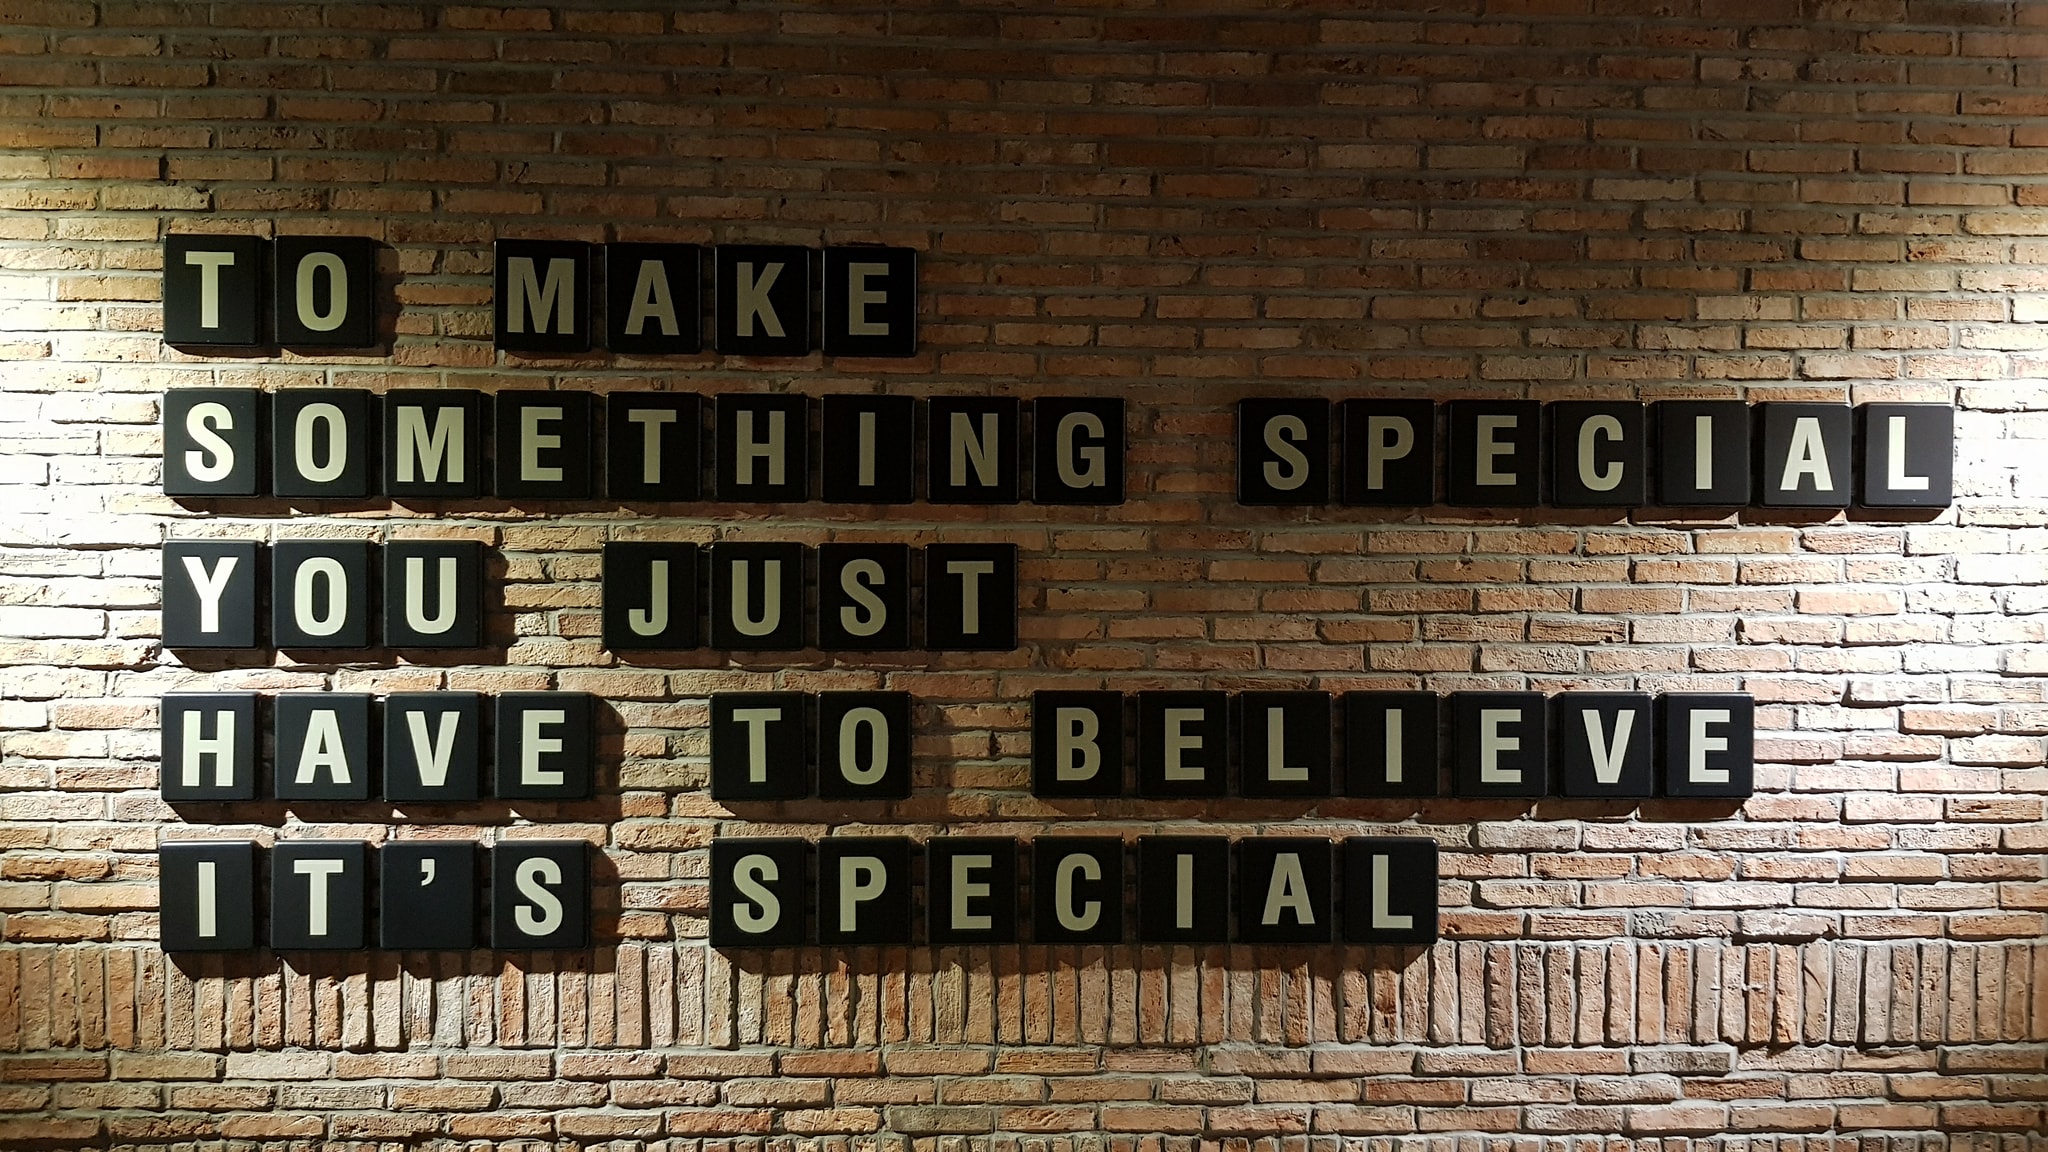 TO MAKE
SOMETHING SPECIAL
YOU JUST
HAVE TO BELIEVE
IT'S SPECIAL